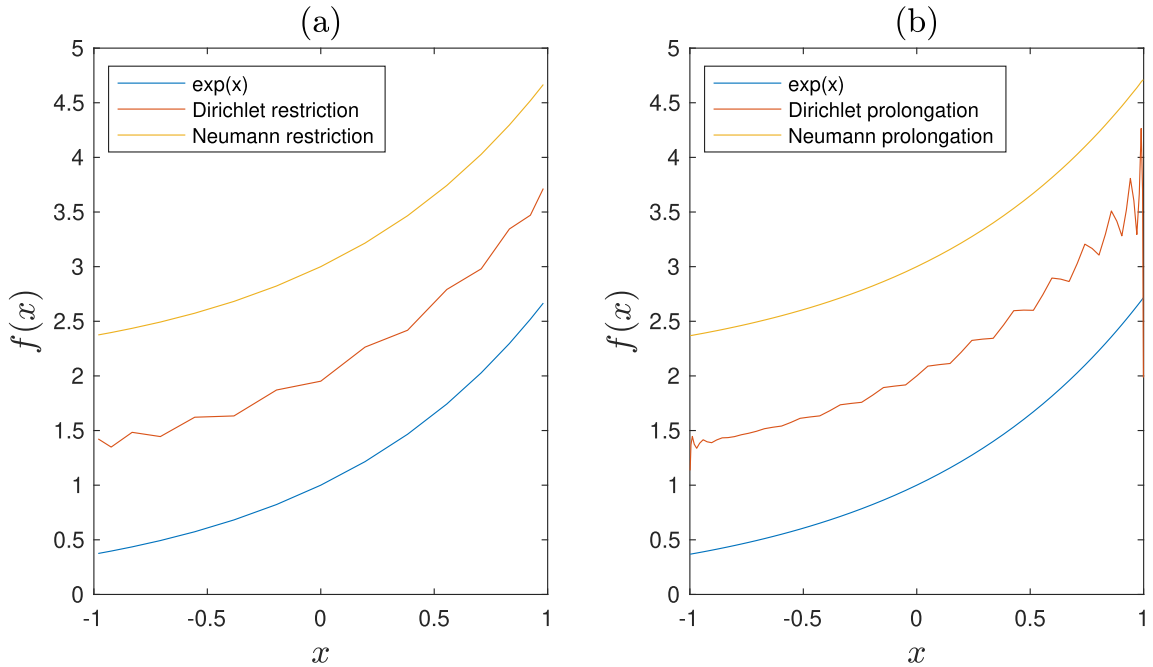 (a)
exp(x)
Dirichlet restriction
Neumann restriction
5
4.5
4
3.5
3
2.5
2
1.5
1
0.5
0
-1
-0.5
0
0.5
1
f(x)
x
(b)
exp(x)
Dirichlet prolongation
Neumann prolongation
5
4.5
4
3.5
3
2.5
2
1.5
1
0.5
0
-1
-0.5
0
0.5
1
f(x)
x